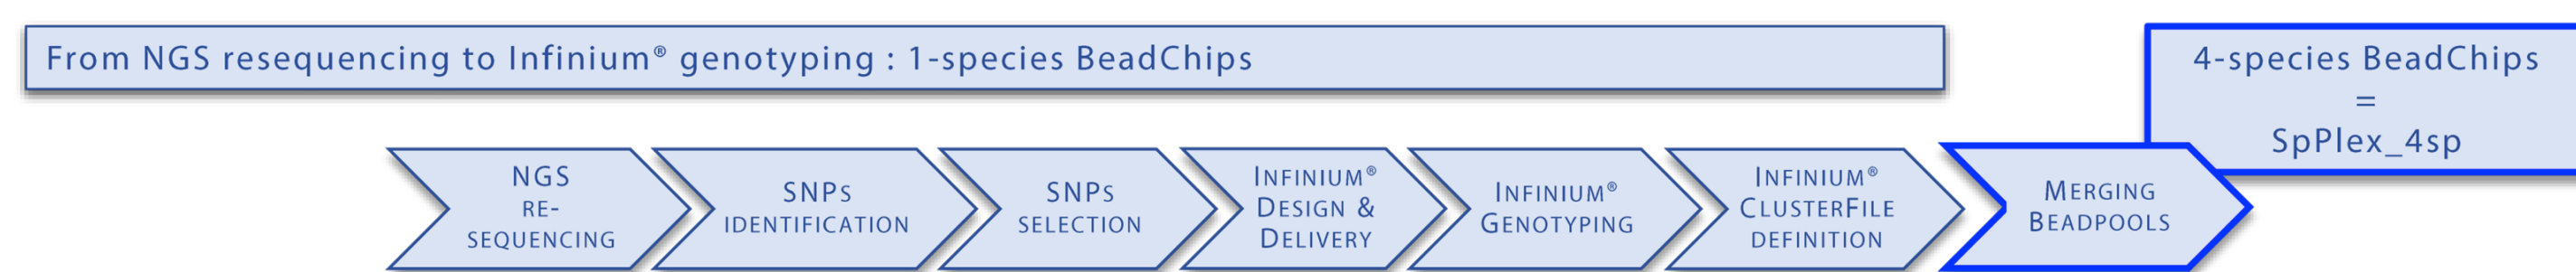 From NGS resequencing to Infinium® genotyping : 1-species BeadChips
4-species BeadChips
=
SpPlex_4sp
NGS
RE-
SEQUENCING
SNPs
IDENTIFICATION
SNPs
SELECTION
INFINIUM®
DESIGN &
DELIVERY
INFINIUM®
GENOTYPING
INFINIUM®
CLUSTERFILE
DEFINITION
MERGING
BEADPOOLS